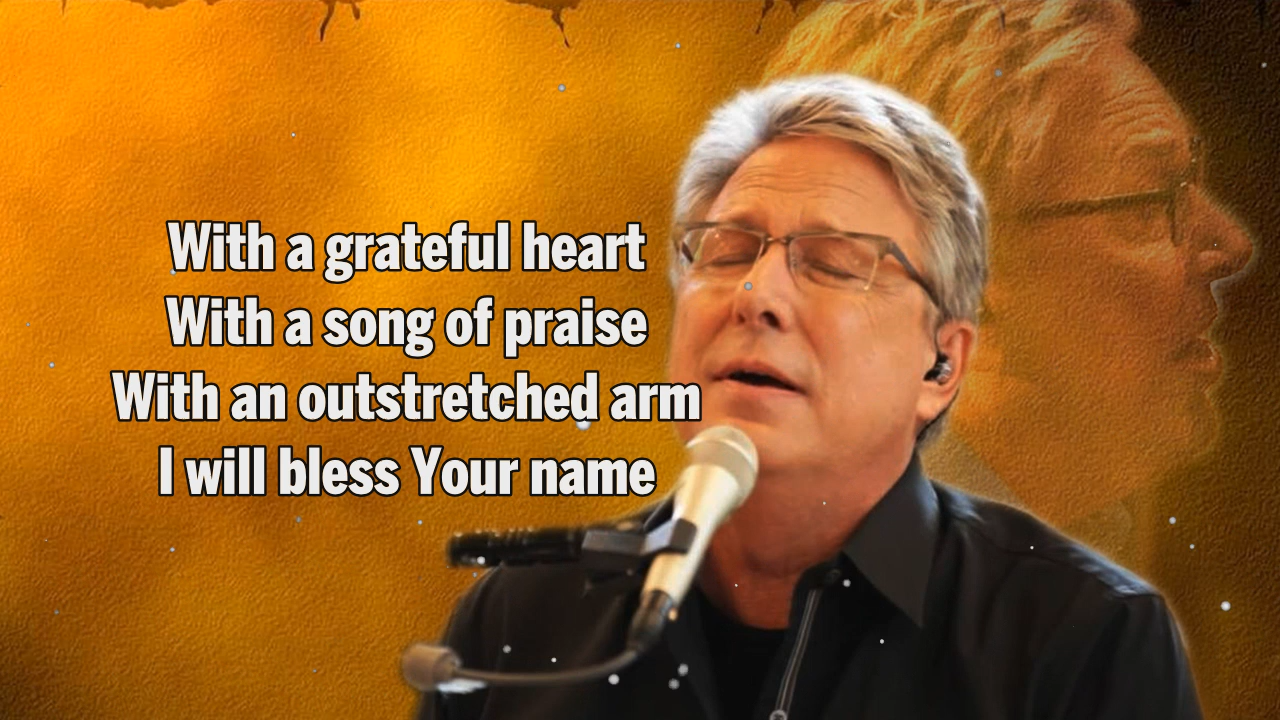 With a grateful heart
With a song of praise
With an outstretched arm
I will bless Your name